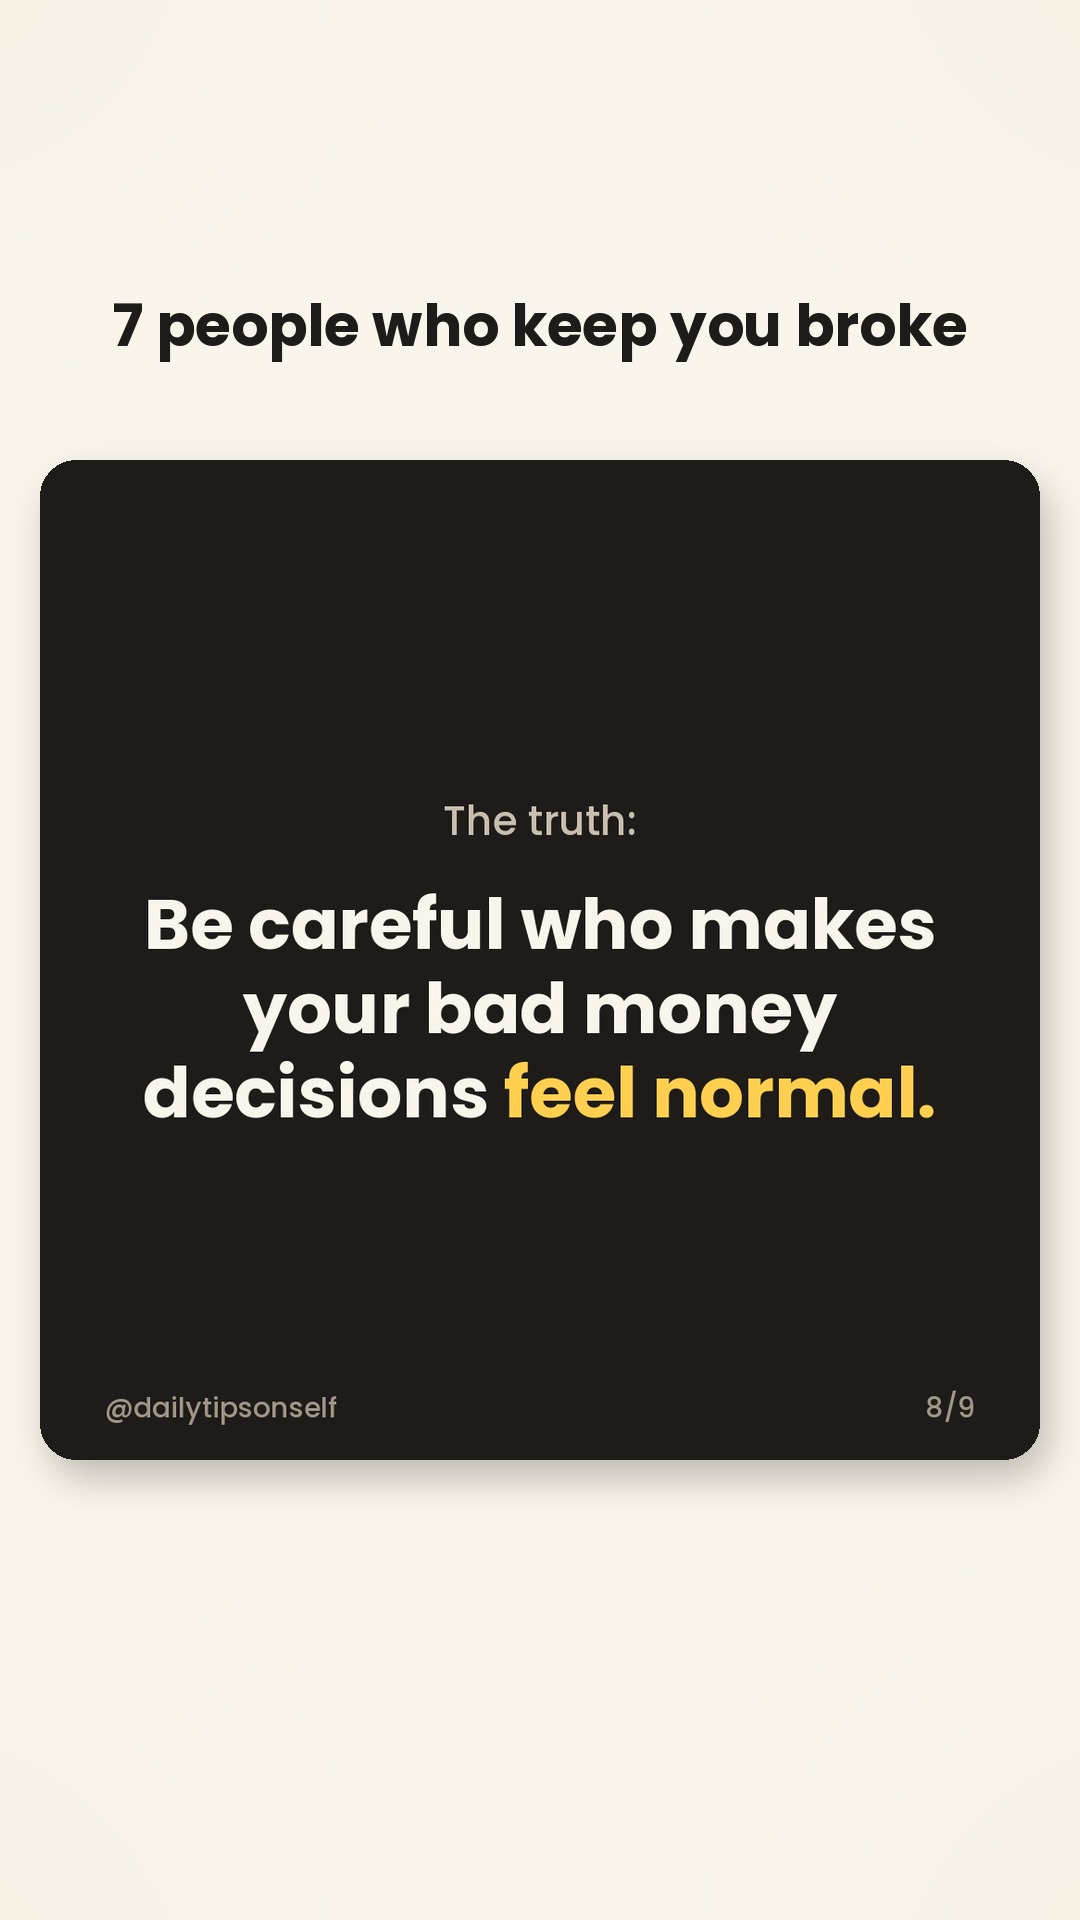 7 people who keep you broke
The truth:
Be careful who makes
your bad money
decisions feel normal.
@dailytipsonself
8/9